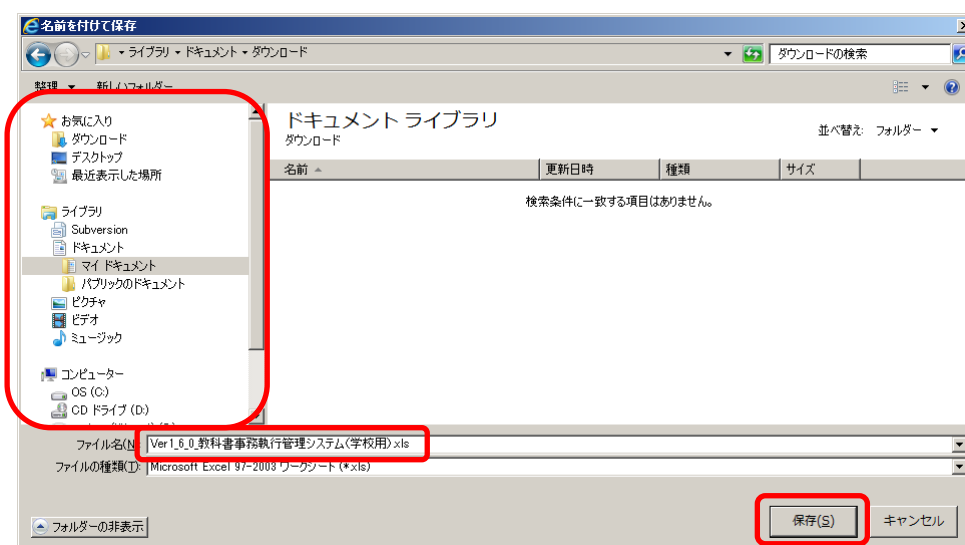 名前を付けて保存
ライブラリ ▾ ドキュメント ▾ ダウンロード
ダウンロードの検索
整理 ▼ 新しいフォルダー
お気に入り
ダウンロード
デスクトップ
最近表示した場所
ライブラリ
Subversion
ドキュメント
マイ ドキュメント
パブリックのドキュメント
ピクチャ
ビデオ
ミュージック
コンピューター
OS (C:)
CD ドライブ (D:)
ドキュメント ライブラリ
ダウンロード
並べ替え: フォルダー ▼
名前 更新日時 種類 サイズ
検索条件に一致する項目はありません。
ファイル名(N): Ver1_6_0_教科書事務執行管理システム(学校用).xls
ファイルの種類(T): Microsoft Excel 97-2003 ワークシート (*.xls)
フォルダーの非表示
保存(S)
キャンセル